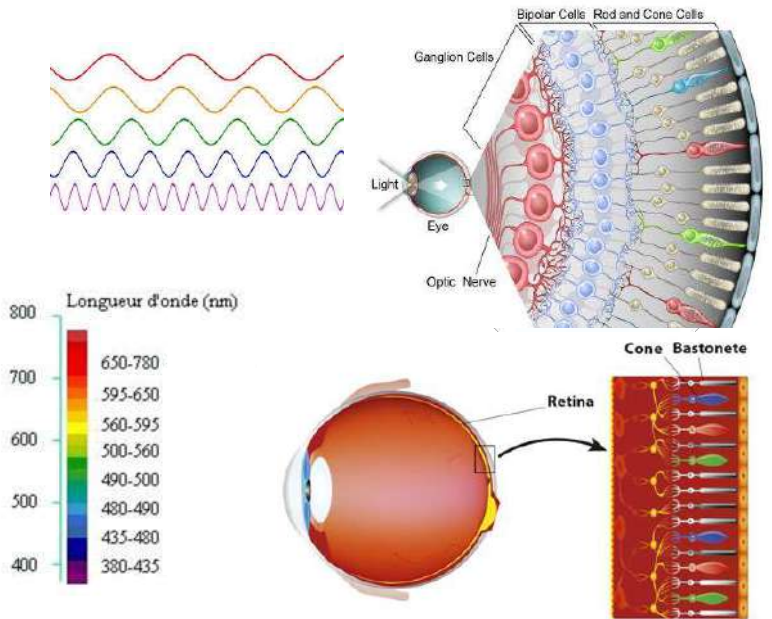 Bipolar Cells
Rod and Cone Cells
Ganglion Cells
Light
Eye
Optic Nerve
Longueur d'onde (nm)
800
700
600
500
400
650-780
595-650
560-595
500-560
490-500
480-490
435-480
380-435
Cone Bastonete
Retina